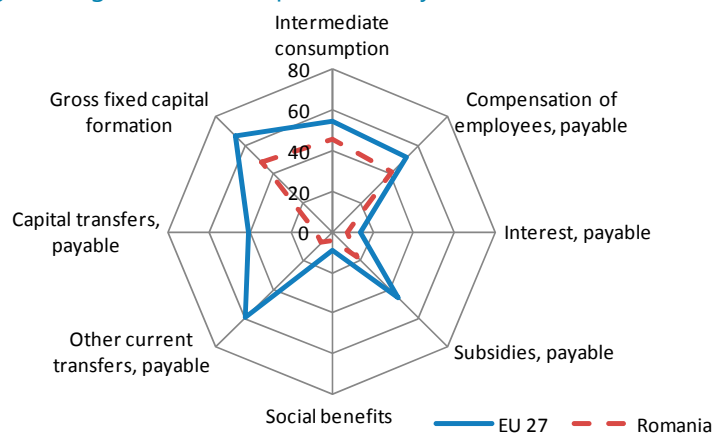 Intermediate
consumption
80
60
40
20
0
Gross fixed capital
formation
Compensation of
employees, payable
Capital transfers,
payable
Interest, payable
Other current
transfers, payable
Subsidies, payable
Social benefits
EU 27
Romania